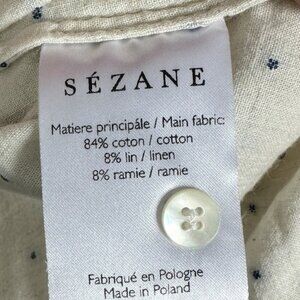 SÉZANE
Matiere principale / Main fabric:
84% coton / cotton
8% lin / linen
8% ramie / ramie
Fabriqué en Pologne
Made in Poland